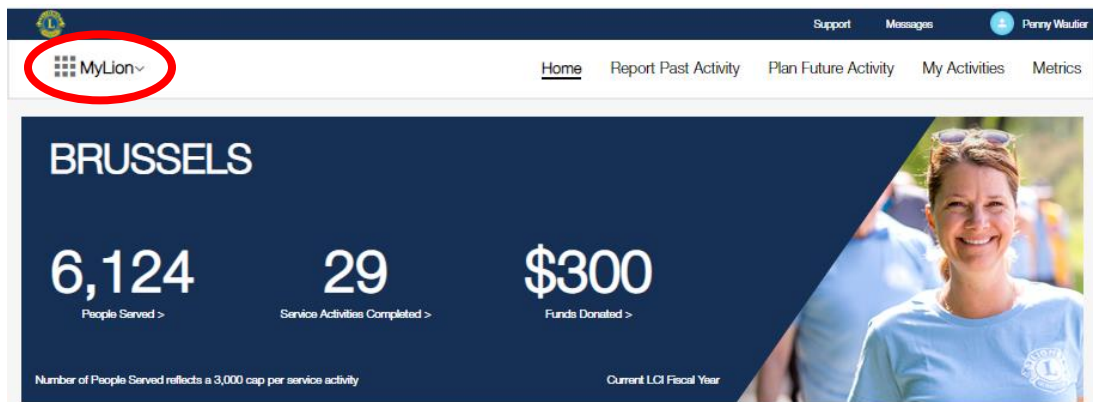 Support Messages Penny Wautier
MyLion
Home Report Past Activity Plan Future Activity My Activities Metrics
BRUSSELS
6,124 29 $300
People Served > Service Activities Completed > Funds Donated >
Number of People Served reflects a 3,000 cap per service activity Current LCI Fiscal Year